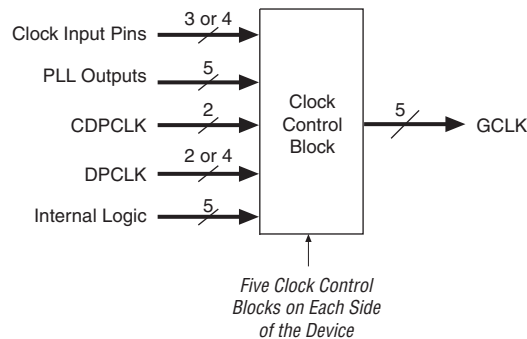 3 or 4
Clock Input Pins
5
PLL Outputs
2
CDPCLK
2 or 4
DPCLK
5
Internal Logic
Clock
Control
Block
5
GCLK
Five Clock Control
Blocks on Each Side
of the Device